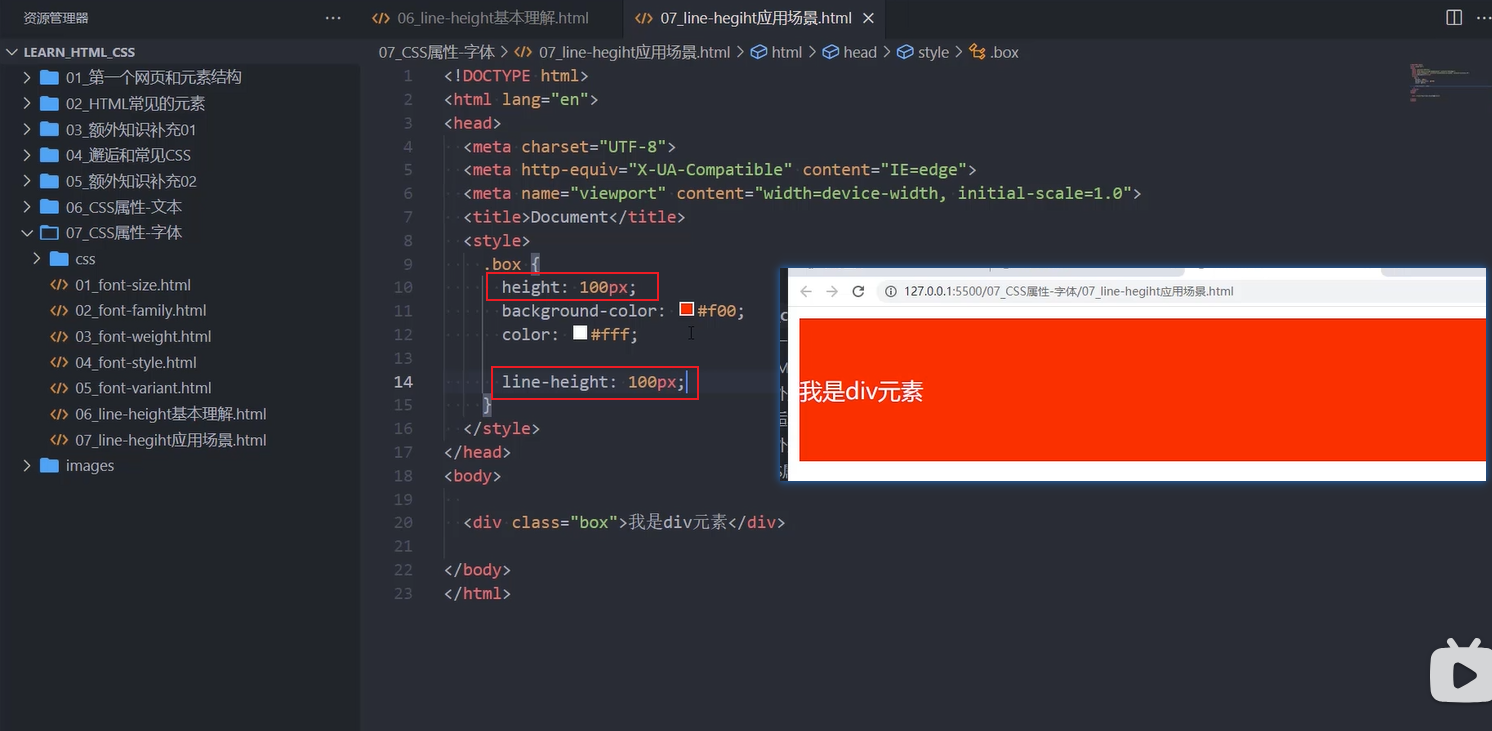 资源管理器
LEARN_HTML_CSS
01_第一个网页和元素结构
02_HTML常见的元素
03_额外知识补充01
04_邂逅和常见CSS
05_额外知识补充02
06_CSS属性-文本
07_CSS属性-字体
css
01_font-size.html
02_font-family.html
03_font-weight.html
04_font-style.html
05_font-variant.html
06_line-height基本理解.html
07_line-hegiht应用场景.html
images
06_line-height基本理解.html 07_line-hegiht应用场景.html
07_CSS属性-字体 > 07_line-hegiht应用场景.html > html > head > style > .box
1 <!DOCTYPE html>
2 <html lang="en">
3 <head>
4 <meta charset="UTF-8">
5 <meta http-equiv="X-UA-Compatible" content="IE=edge">
6 <meta name="viewport" content="width=device-width, initial-scale=1.0">
7 <title>Document</title>
8 <style>
9 .box {
10 height: 100px;
11 background-color: #f00;
12 color: #fff;
13
14 line-height: 100px;
15 }
16 </style>
17 </head>
18 <body>
19
20 <div class="box">我是div元素</div>
21
22 </body>
23 </html>
127.0.0.1:5500/07_CSS属性-字体/07_line-hegiht应用场景.html
我是div元素